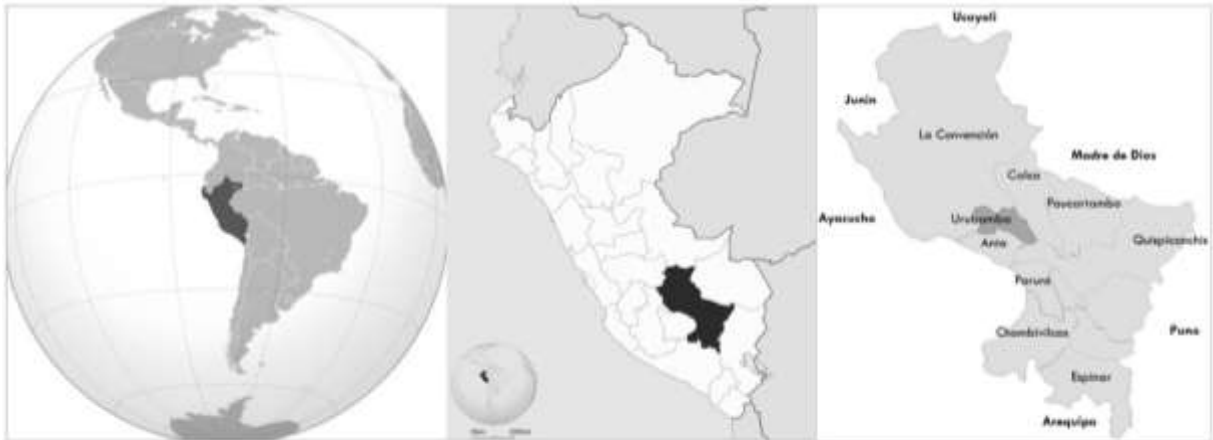 Ucayali
Junín
La Convención
Madre de Dios
Calca
Paucartambo
Ayacucho
Urubamba
Quispicanchis
Anta
Paruro
Chumbivilcas
Puno
Espinar
Arequipa